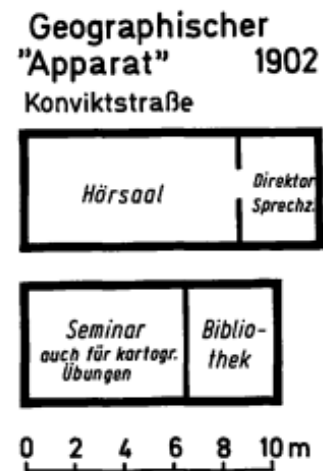 Geographischer
"Apparat" 1902
Konviktstraße
Hörsaal
Direktor
Sprechz.
Seminar
auch für kartogr.
Übungen
Biblio-
thek
0 2 4 6 8 10 m